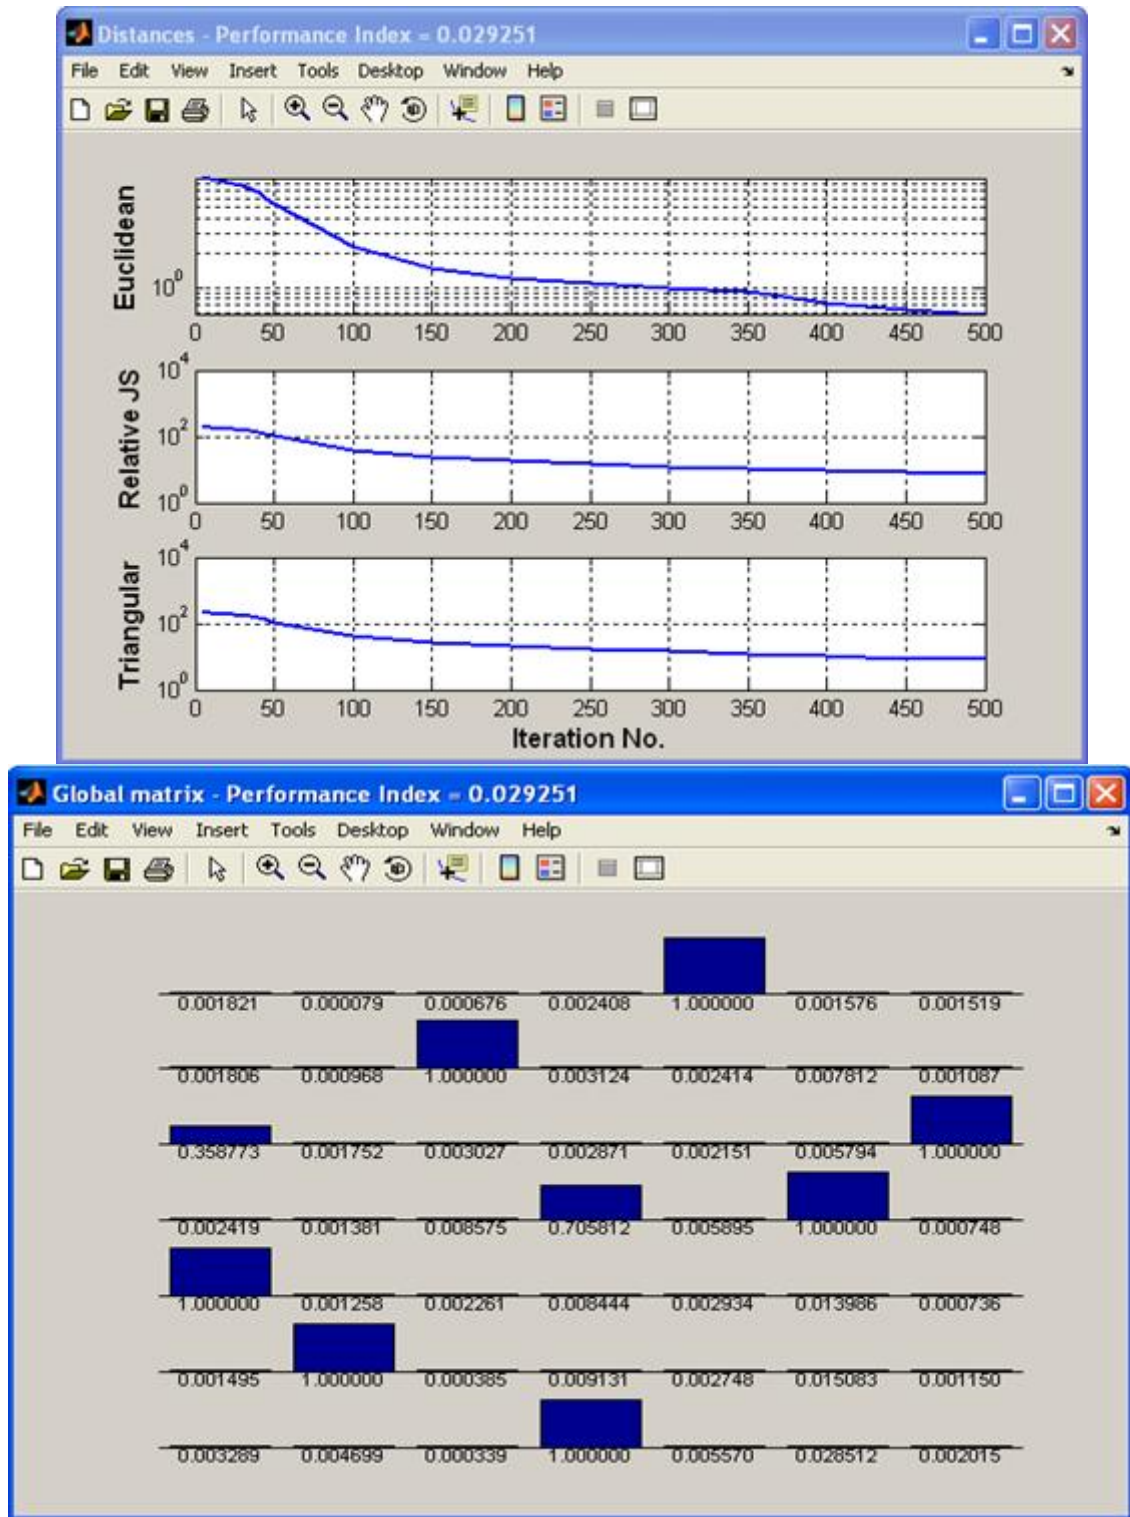 Distances - Performance Index = 0.029251
File Edit View Insert Tools Desktop Window Help
Euclidean
10^0
0 50 100 150 200 250 300 350 400 450 500
Relative JS
10^4
10^2
10^0
0 50 100 150 200 250 300 350 400 450 500
Triangular
10^4
10^2
10^0
0 50 100 150 200 250 300 350 400 450 500
Iteration No.
Global matrix - Performance Index = 0.029251
File Edit View Insert Tools Desktop Window Help
0.001821 0.000079 0.000676 0.002408 1.000000 0.001576 0.001519
0.001806 0.000968 1.000000 0.003124 0.002414 0.007812 0.001087
0.358773 0.001752 0.003027 0.002871 0.002151 0.005794 1.000000
0.002419 0.001381 0.008575 0.705812 0.005895 1.000000 0.000748
1.000000 0.001258 0.002261 0.008444 0.002934 0.013986 0.000736
0.001495 1.000000 0.000385 0.009131 0.002748 0.015083 0.001150
0.003289 0.004699 0.000339 1.000000 0.005570 0.028512 0.002015